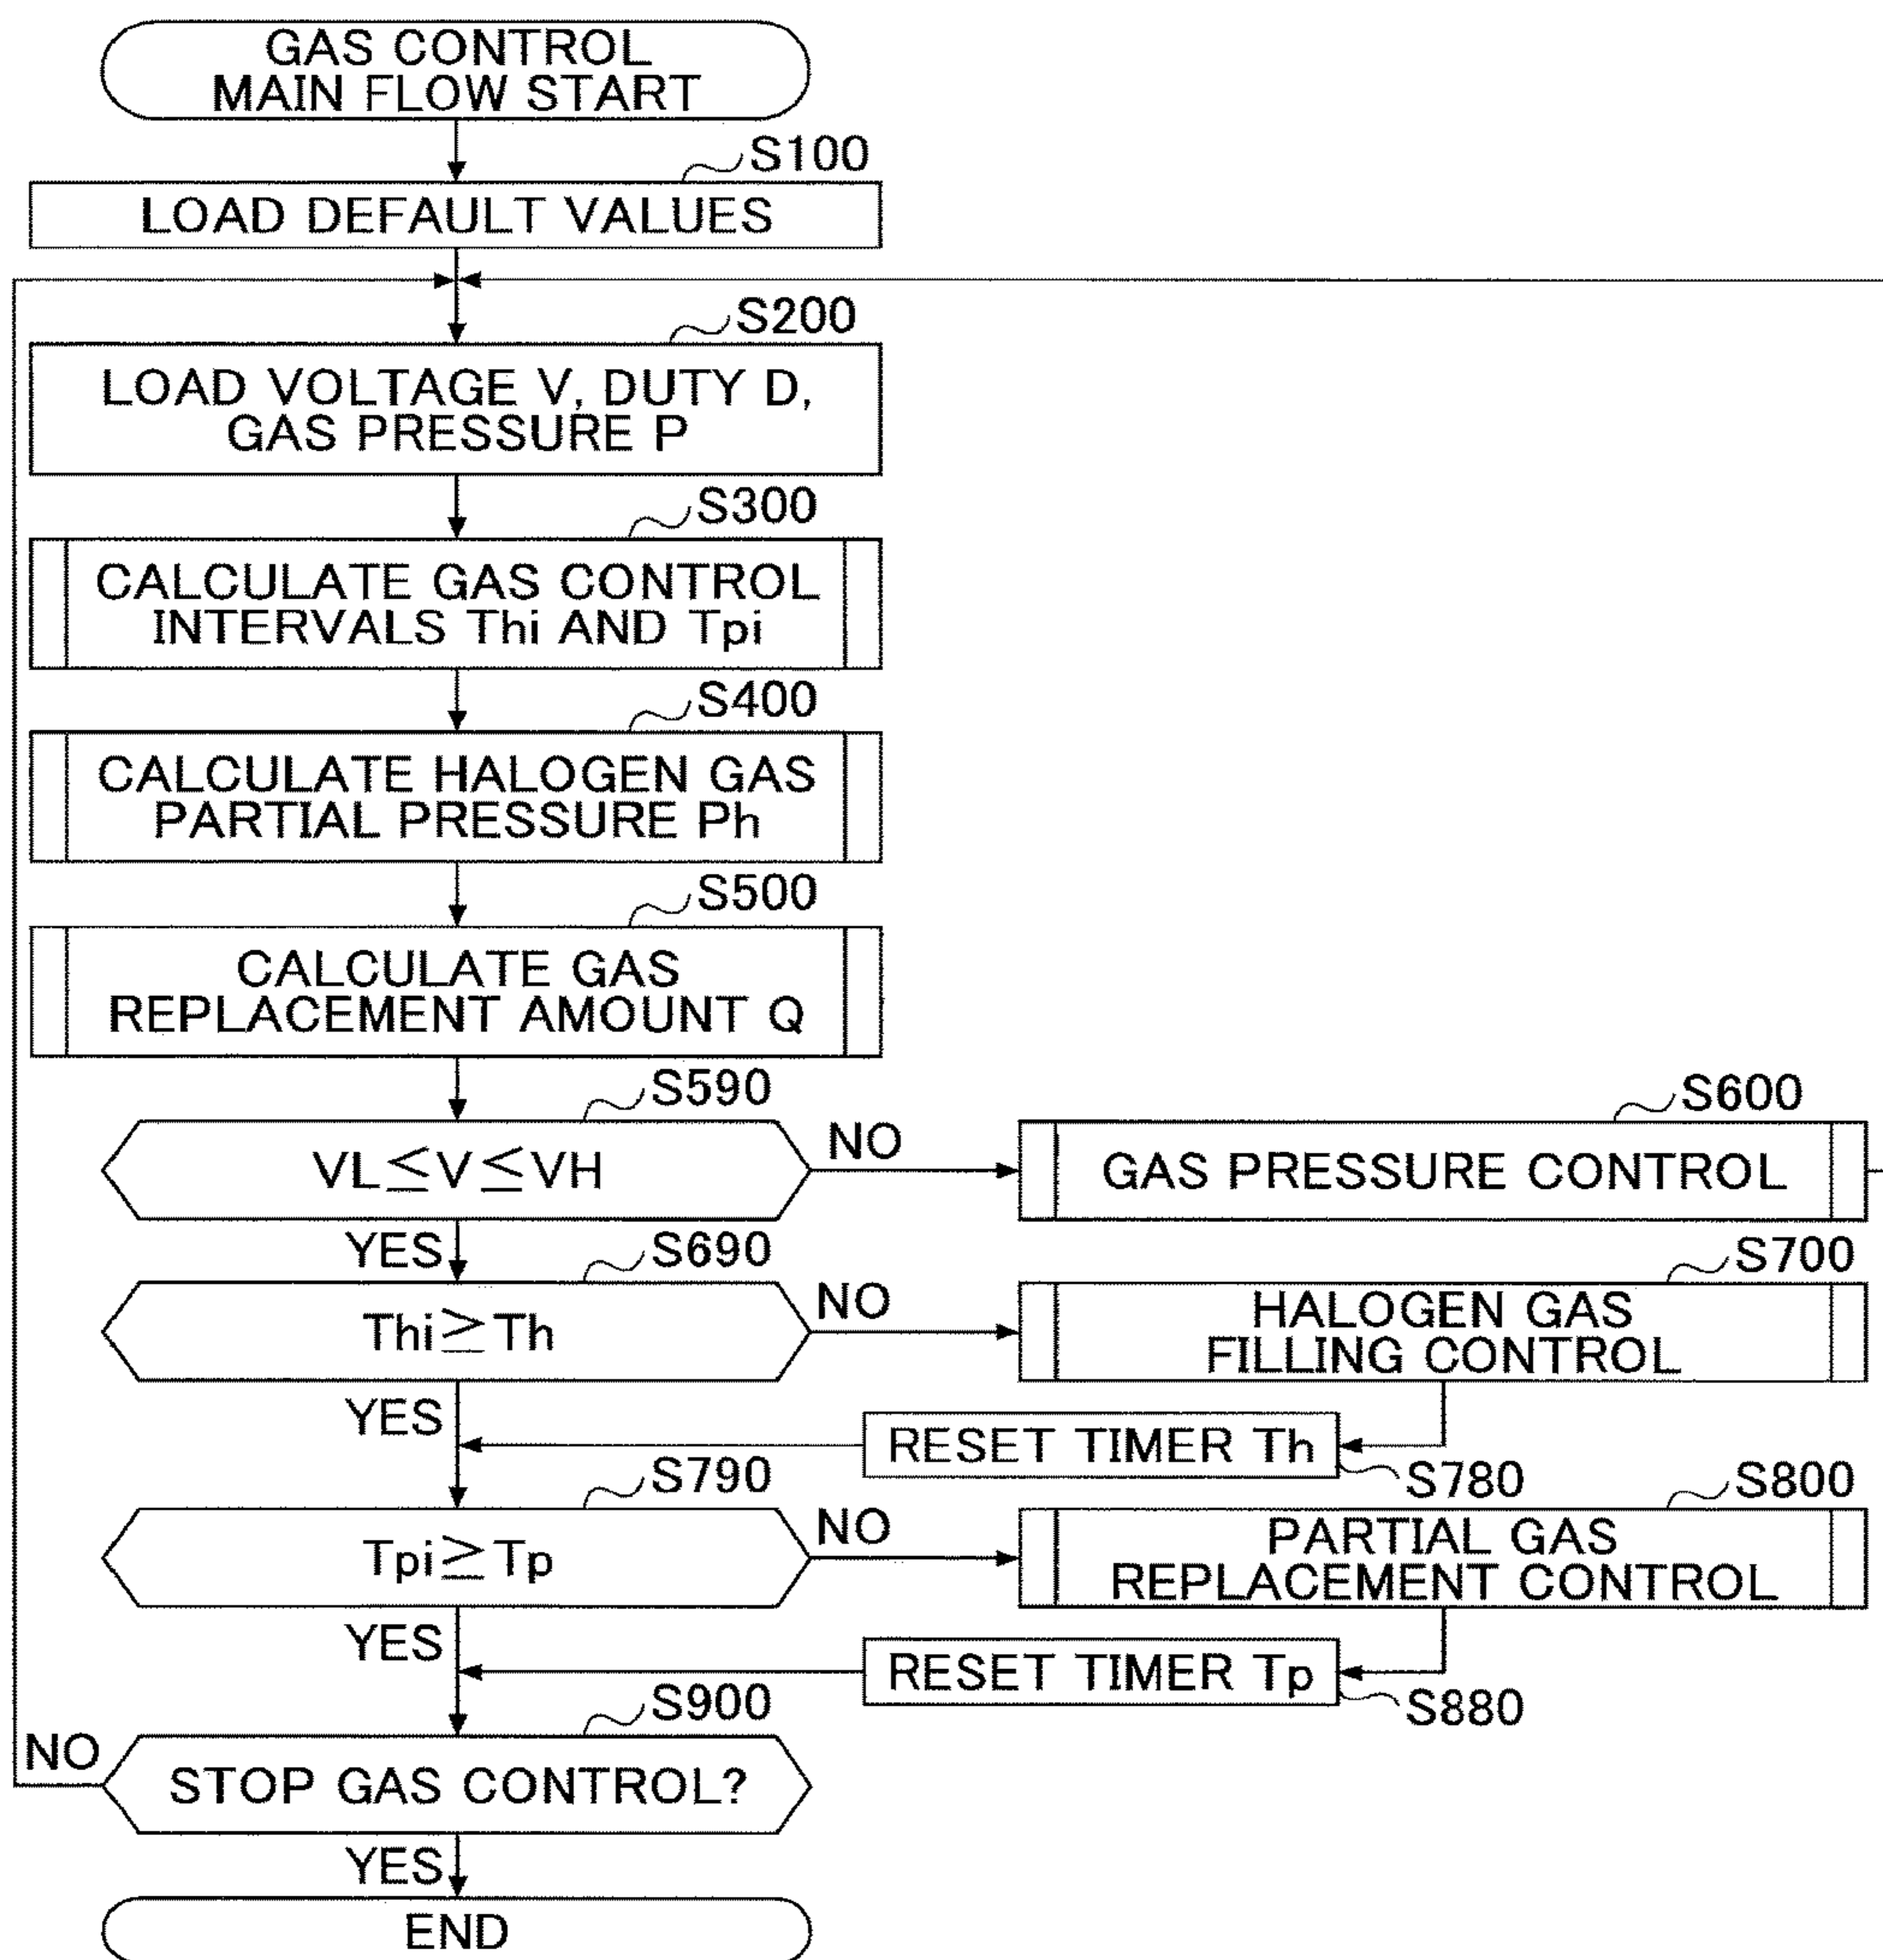 GAS CONTROL
MAIN FLOW START
S100
LOAD DEFAULT VALUES
S200
LOAD VOLTAGE V, DUTY D,
GAS PRESSURE P
S300
CALCULATE GAS CONTROL
INTERVALS Thi AND Tpi
S400
CALCULATE HALOGEN GAS
PARTIAL PRESSURE Ph
S500
CALCULATE GAS
REPLACEMENT AMOUNT Q
S590
VL≦V≦VH
NO
S600
GAS PRESSURE CONTROL
YES
S690
Thi≧Th
NO
S700
HALOGEN GAS
FILLING CONTROL
YES
RESET TIMER Th
S780
S790
Tpi≧Tp
NO
S800
PARTIAL GAS
REPLACEMENT CONTROL
YES
RESET TIMER Tp
S880
S900
NO
STOP GAS CONTROL?
YES
END